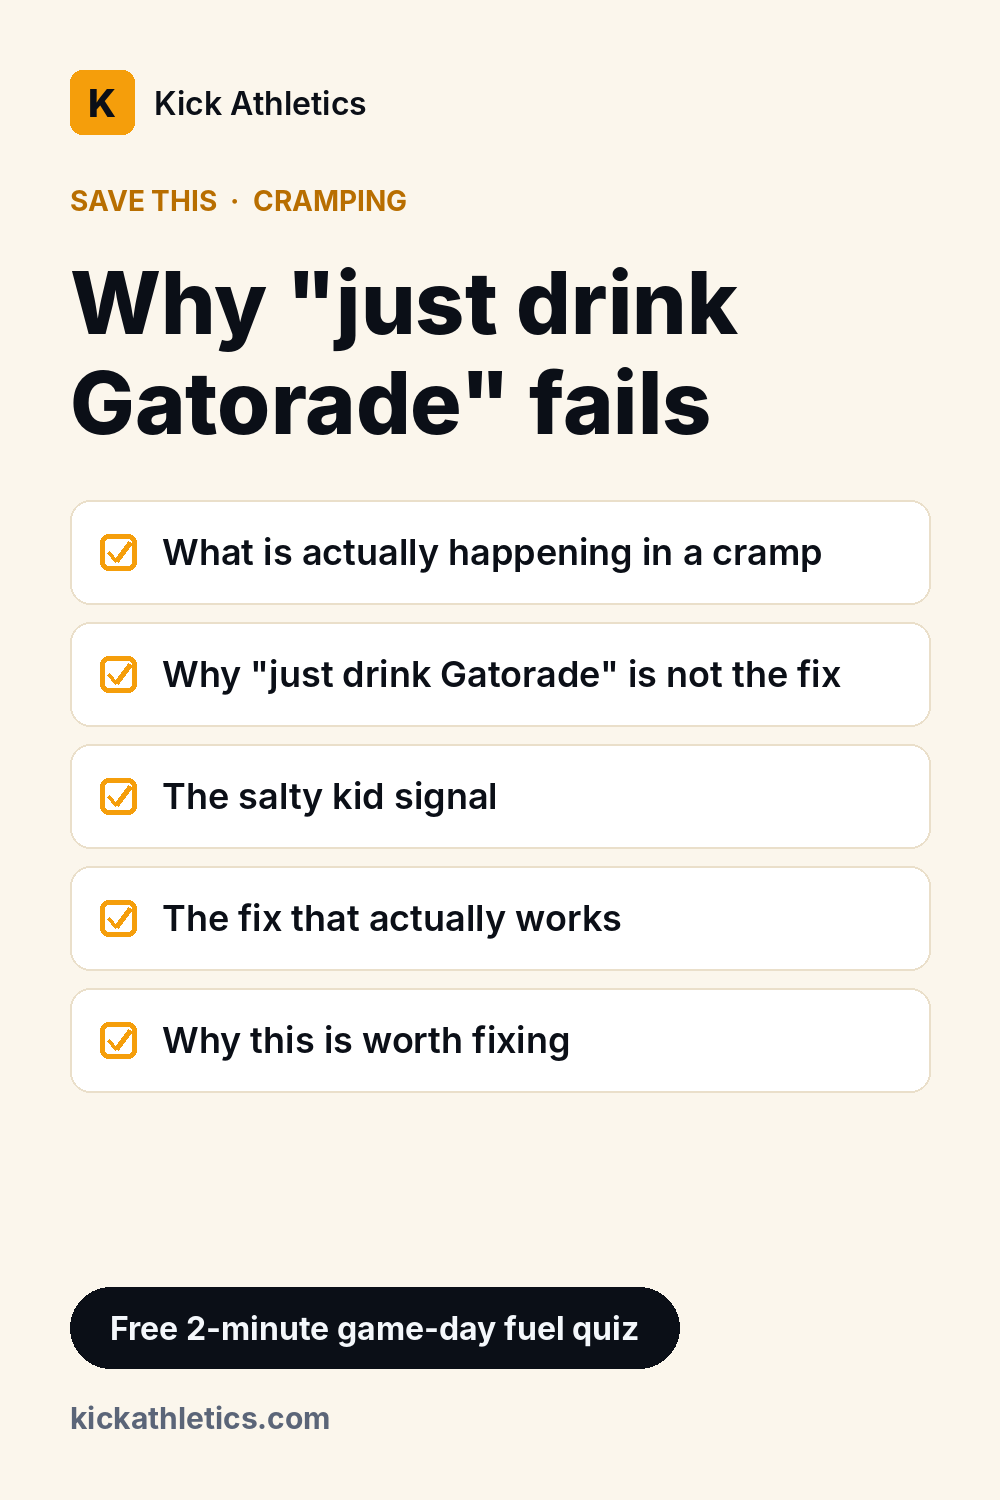 K
Kick Athletics
SAVE THIS · CRAMPING
Why "just drink
Gatorade" fails
What is actually happening in a cramp
Why "just drink Gatorade" is not the fix
The salty kid signal
The fix that actually works
Why this is worth fixing
Free 2-minute game-day fuel quiz
kickathletics.com